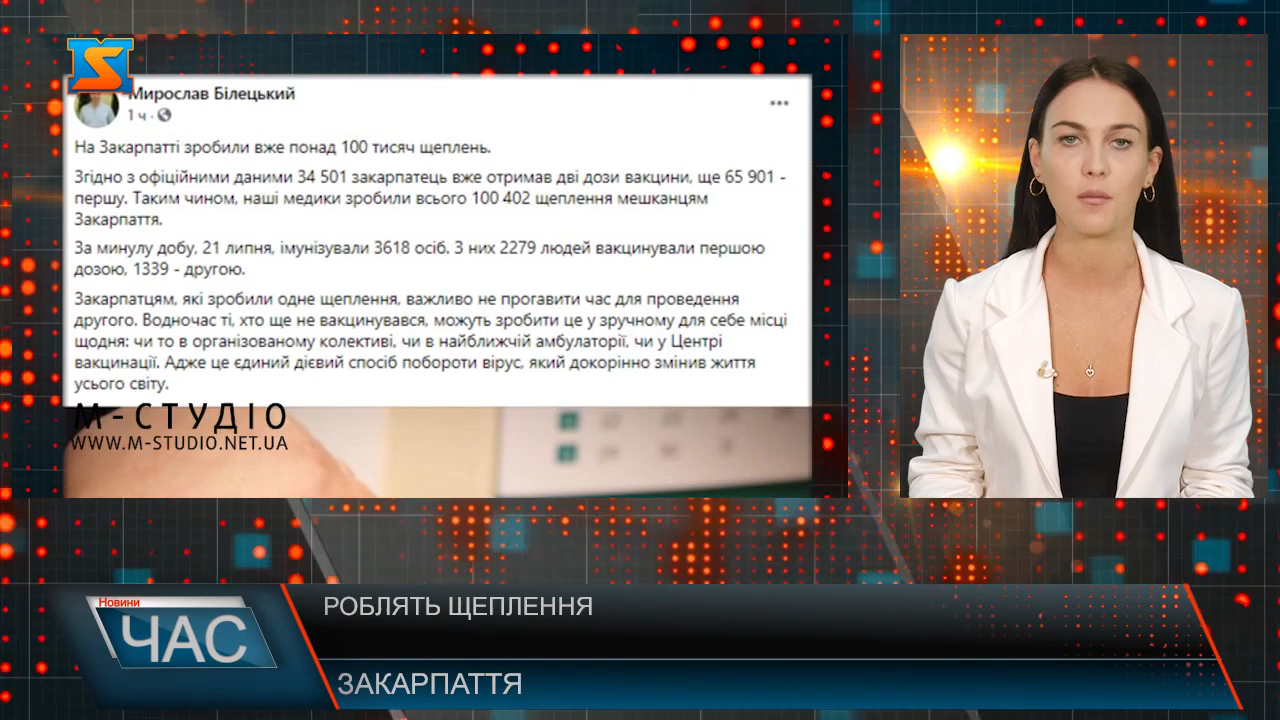 Мирослав Білецький
1 ч ·
На Закарпатті зробили вже понад 100 тисяч щеплень.
Згідно з офіційними даними 34 501 закарпатець вже отримав дві дози вакцини, ще 65 901 -
першу. Таким чином, наші медики зробили всього 100 402 щеплення мешканцям
Закарпаття.
За минулу добу, 21 липня, імунізували 3618 осіб. З них 2279 людей вакцинували першою
дозою, 1339 - другою.
Закарпатцям, які зробили одне щеплення, важливо не прогавити час для проведення
другого. Водночас ті, хто ще не вакцинувався, можуть зробити це у зручному для себе місці
щодня: чи то в організованому колективі, чи в найближчій амбулаторії, чи у Центрі
вакцинації. Адже це єдиний дієвий спосіб побороти вірус, який докорінно змінив життя
усього світу.
М-СТУДІО
WWW.M-STUDIO.NET.UA
Новини
ЧАС
РОБЛЯТЬ ЩЕПЛЕННЯ
ЗАКАРПАТТЯ